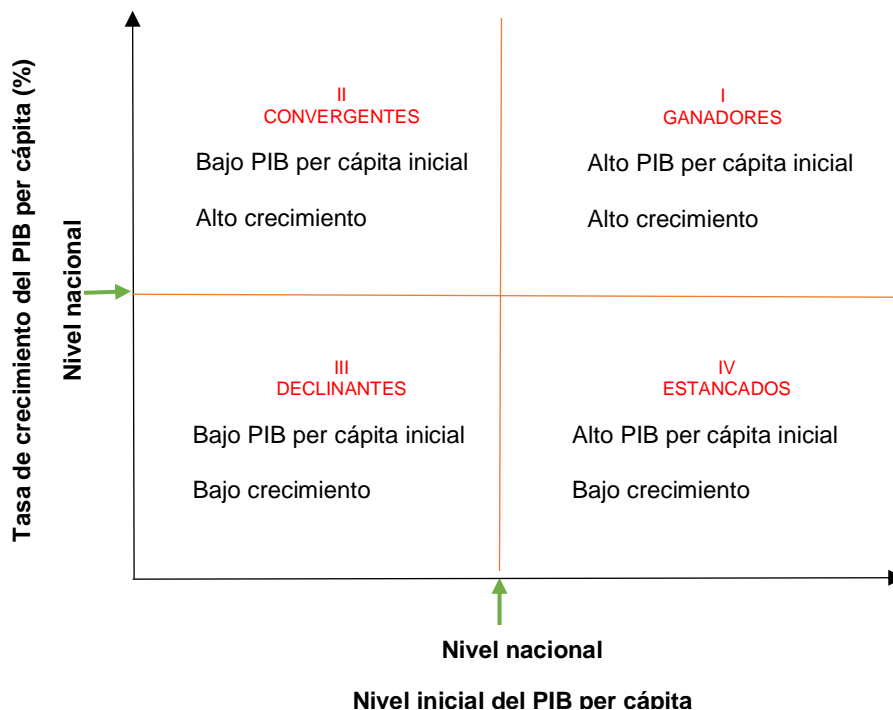 Tasa de crecimiento del PIB per cápita (%)
Nivel nacional
II
CONVERGENTES
Bajo PIB per cápita inicial
Alto crecimiento
I
GANADORES
Alto PIB per cápita inicial
Alto crecimiento
III
DECLINANTES
Bajo PIB per cápita inicial
Bajo crecimiento
IV
ESTANCADOS
Alto PIB per cápita inicial
Bajo crecimiento
Nivel nacional
Nivel inicial del PIB per cápita